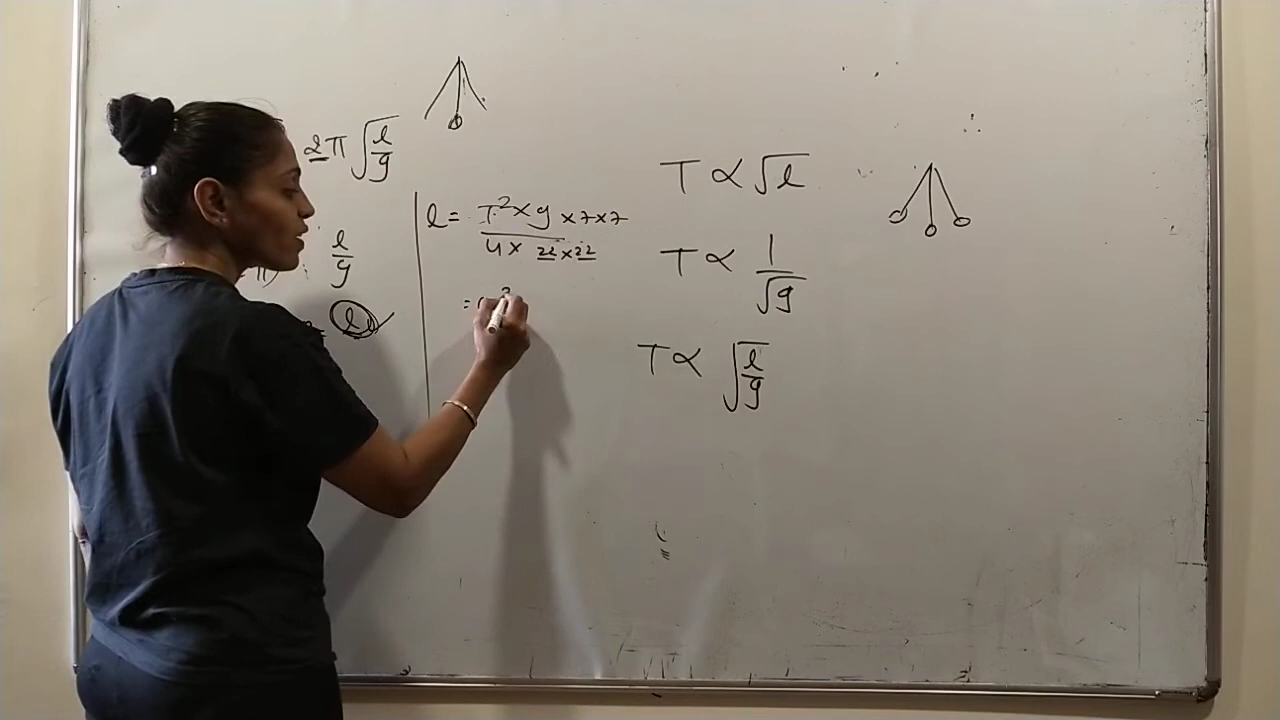 2π√(l/g)
l/g
l
l = T² × g × 7 × 7 / 4 × 22 × 22
=
T ∝ √l
T ∝ 1/√g
T ∝ √(l/g)